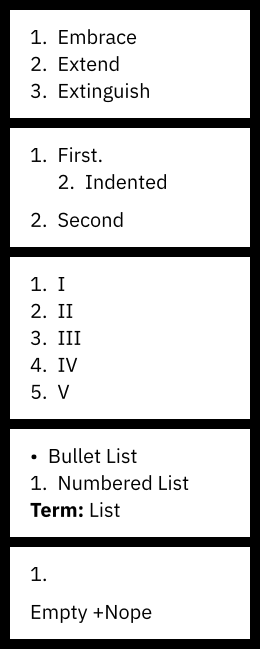 1. Embrace
2. Extend
3. Extinguish
1. First.
2. Indented
2. Second
1. I
2. II
3. III
4. IV
5. V
• Bullet List
1. Numbered List
Term: List
1.
Empty +Nope